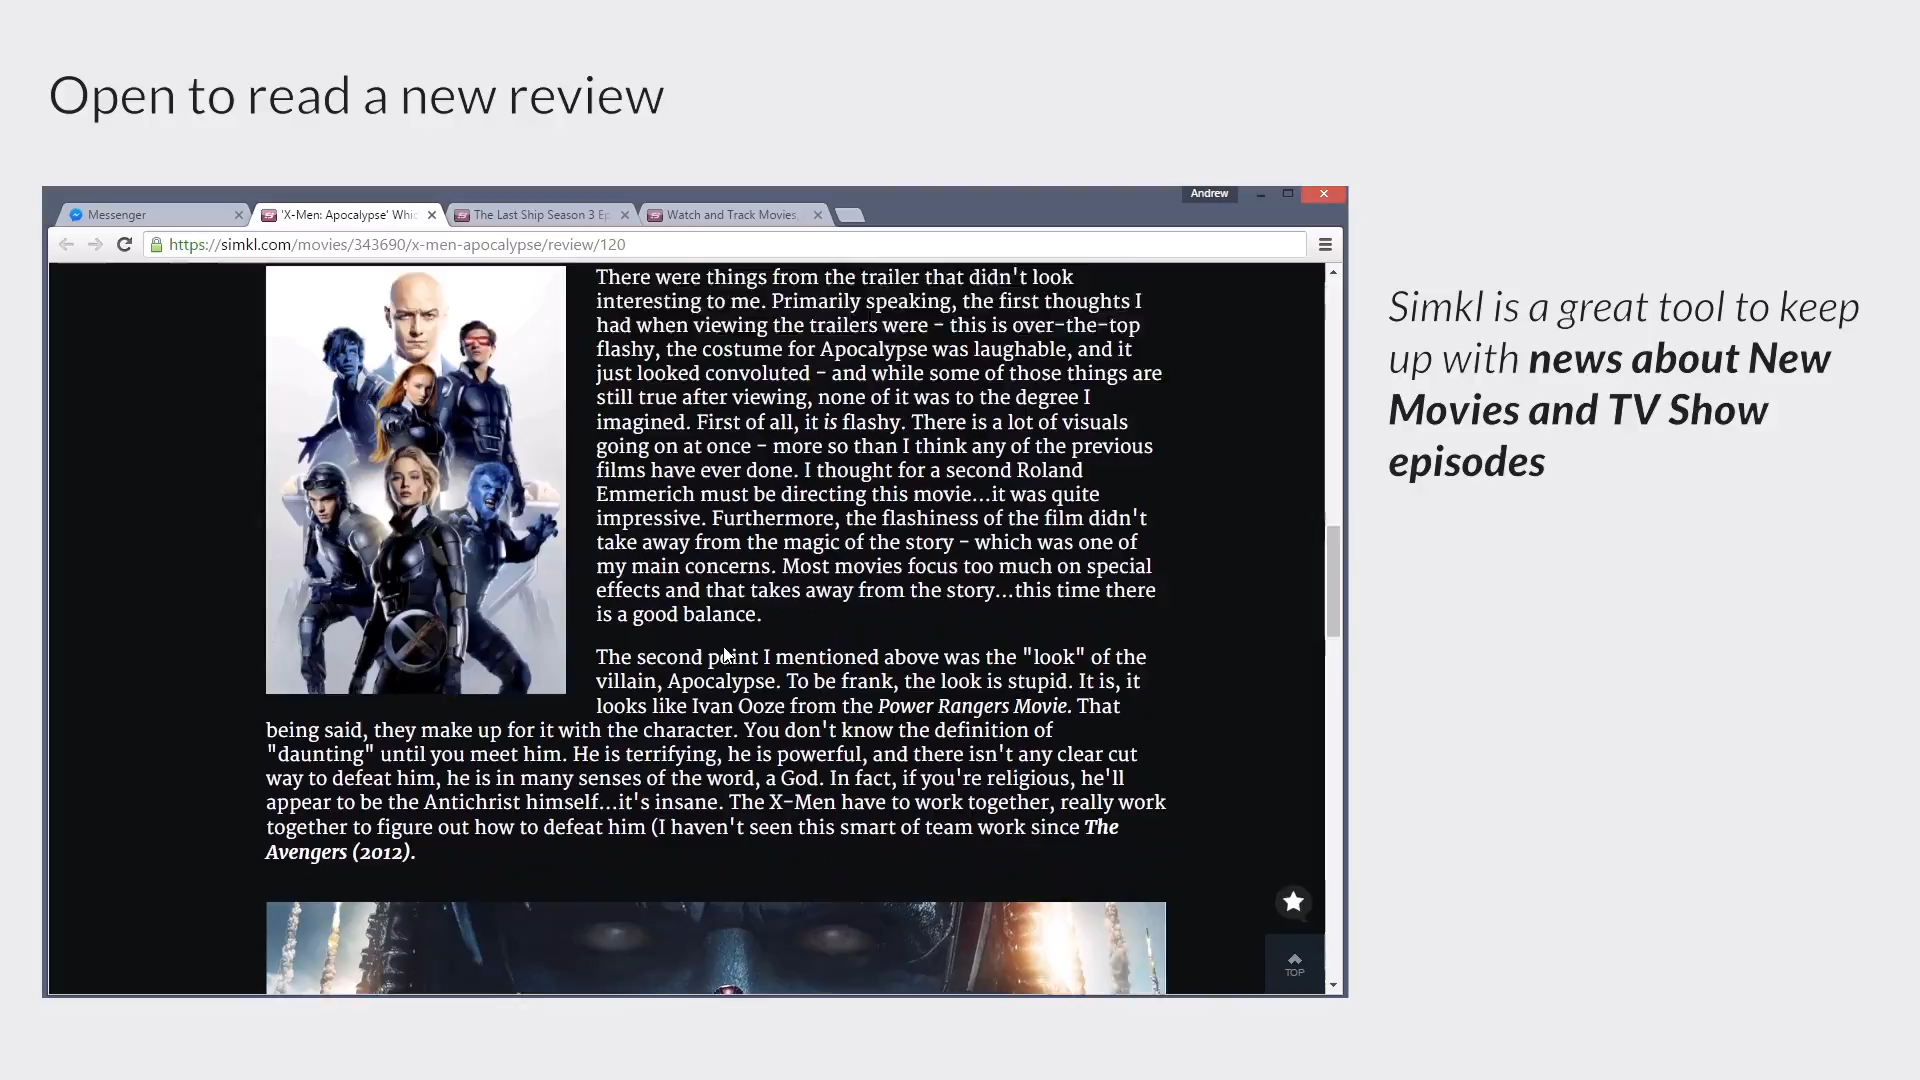 Open to read a new review
Andrew
Messenger
'X-Men: Apocalypse' Whic
The Last Ship Season 3 Ep
Watch and Track Movies,
https://simkl.com/movies/343690/x-men-apocalypse/review/120
There were things from the trailer that didn't look
interesting to me. Primarily speaking, the first thoughts I
had when viewing the trailers were - this is over-the-top
flashy, the costume for Apocalypse was laughable, and it
just looked convoluted - and while some of those things are
still true after viewing, none of it was to the degree I
imagined. First of all, it is flashy. There is a lot of visuals
going on at once - more so than I think any of the previous
films have ever done. I thought for a second Roland
Emmerich must be directing this movie...it was quite
impressive. Furthermore, the flashiness of the film didn't
take away from the magic of the story - which was one of
my main concerns. Most movies focus too much on special
effects and that takes away from the story...this time there
is a good balance.
The second point I mentioned above was the "look" of the
villain, Apocalypse. To be frank, the look is stupid. It is, it
looks like Ivan Ooze from the Power Rangers Movie. That
being said, they make up for it with the character. You don't know the definition of
"daunting" until you meet him. He is terrifying, he is powerful, and there isn't any clear cut
way to defeat him, he is in many senses of the word, a God. In fact, if you're religious, he'll
appear to be the Antichrist himself...it's insane. The X-Men have to work together, really work
together to figure out how to defeat him (I haven't seen this smart of team work since The
Avengers (2012).
TOP
Simkl is a great tool to keep
up with news about New
Movies and TV Show
episodes